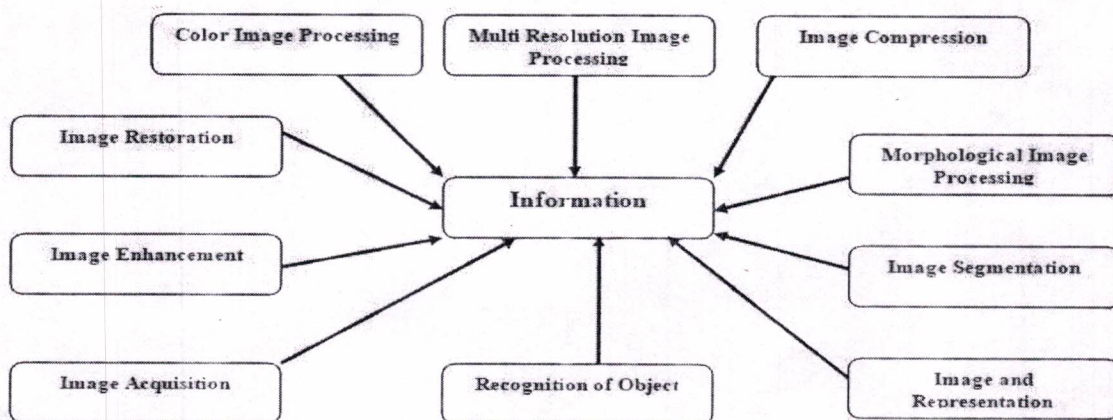 Color Image Processing
Multi Resolution Image
Processing
Image Compression
Image Restoration
Morphological Image
Processing
Information
Image Enhancement
Image Segmentation
Image Acquisition
Recognition of Object
Image and
Representation